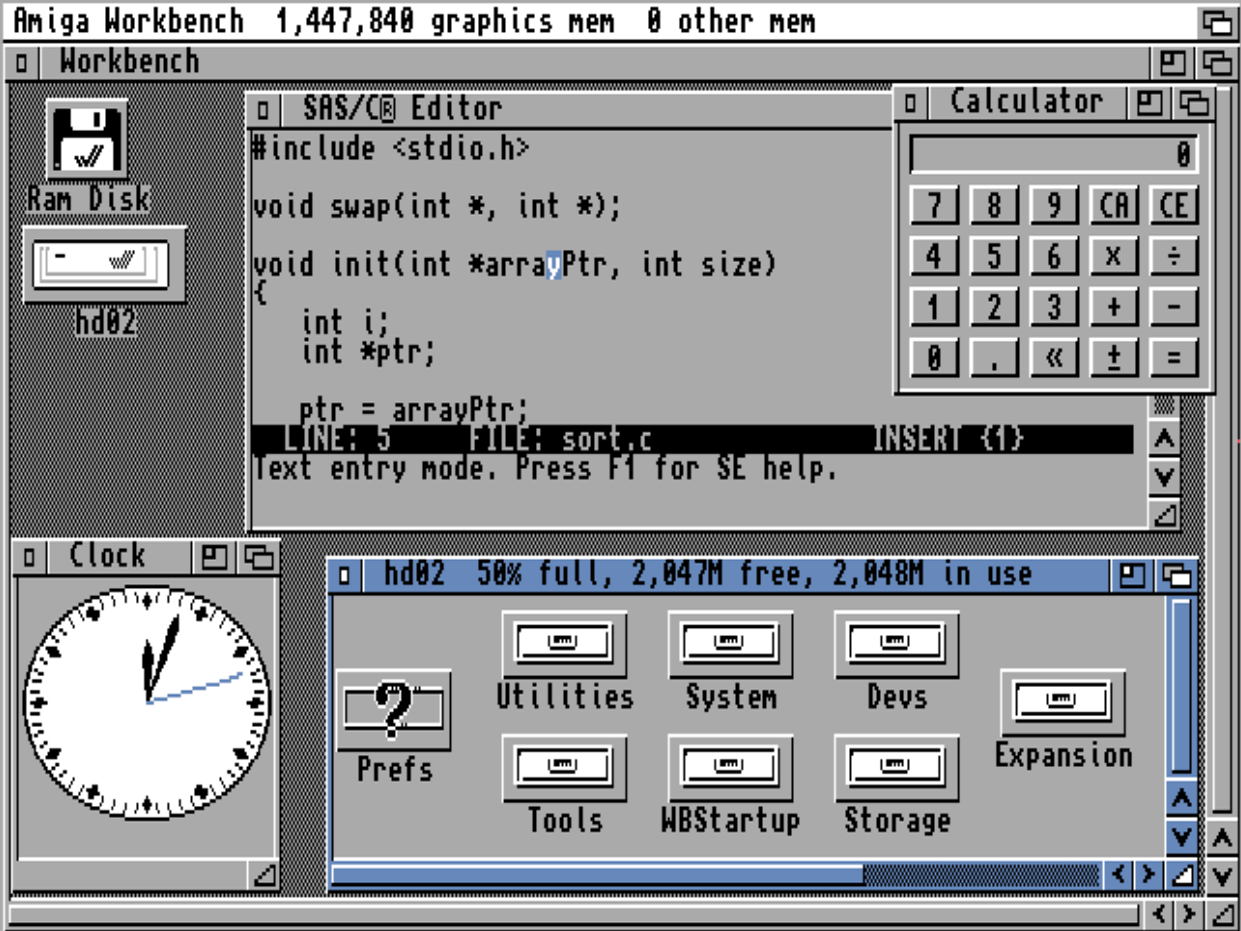 Amiga Workbench 1,447,840 graphics mem 0 other mem
Workbench
Ram Disk
hd02
SAS/C® Editor
#include <stdio.h>
void swap(int *, int *);
void init(int *arrayPtr, int size)
{
int i;
int *ptr;
ptr = arrayPtr;
LINE: 5 FILE: sort.c INSERT {1}
Text entry mode. Press F1 for SE help.
Calculator
0
7 8 9 CA CE
4 5 6 × ÷
1 2 3 + -
0 . « ± =
Clock
hd02 50% full, 2,047M free, 2,048M in use
Prefs
Utilities System Devs
Expansion
Tools WBStartup Storage